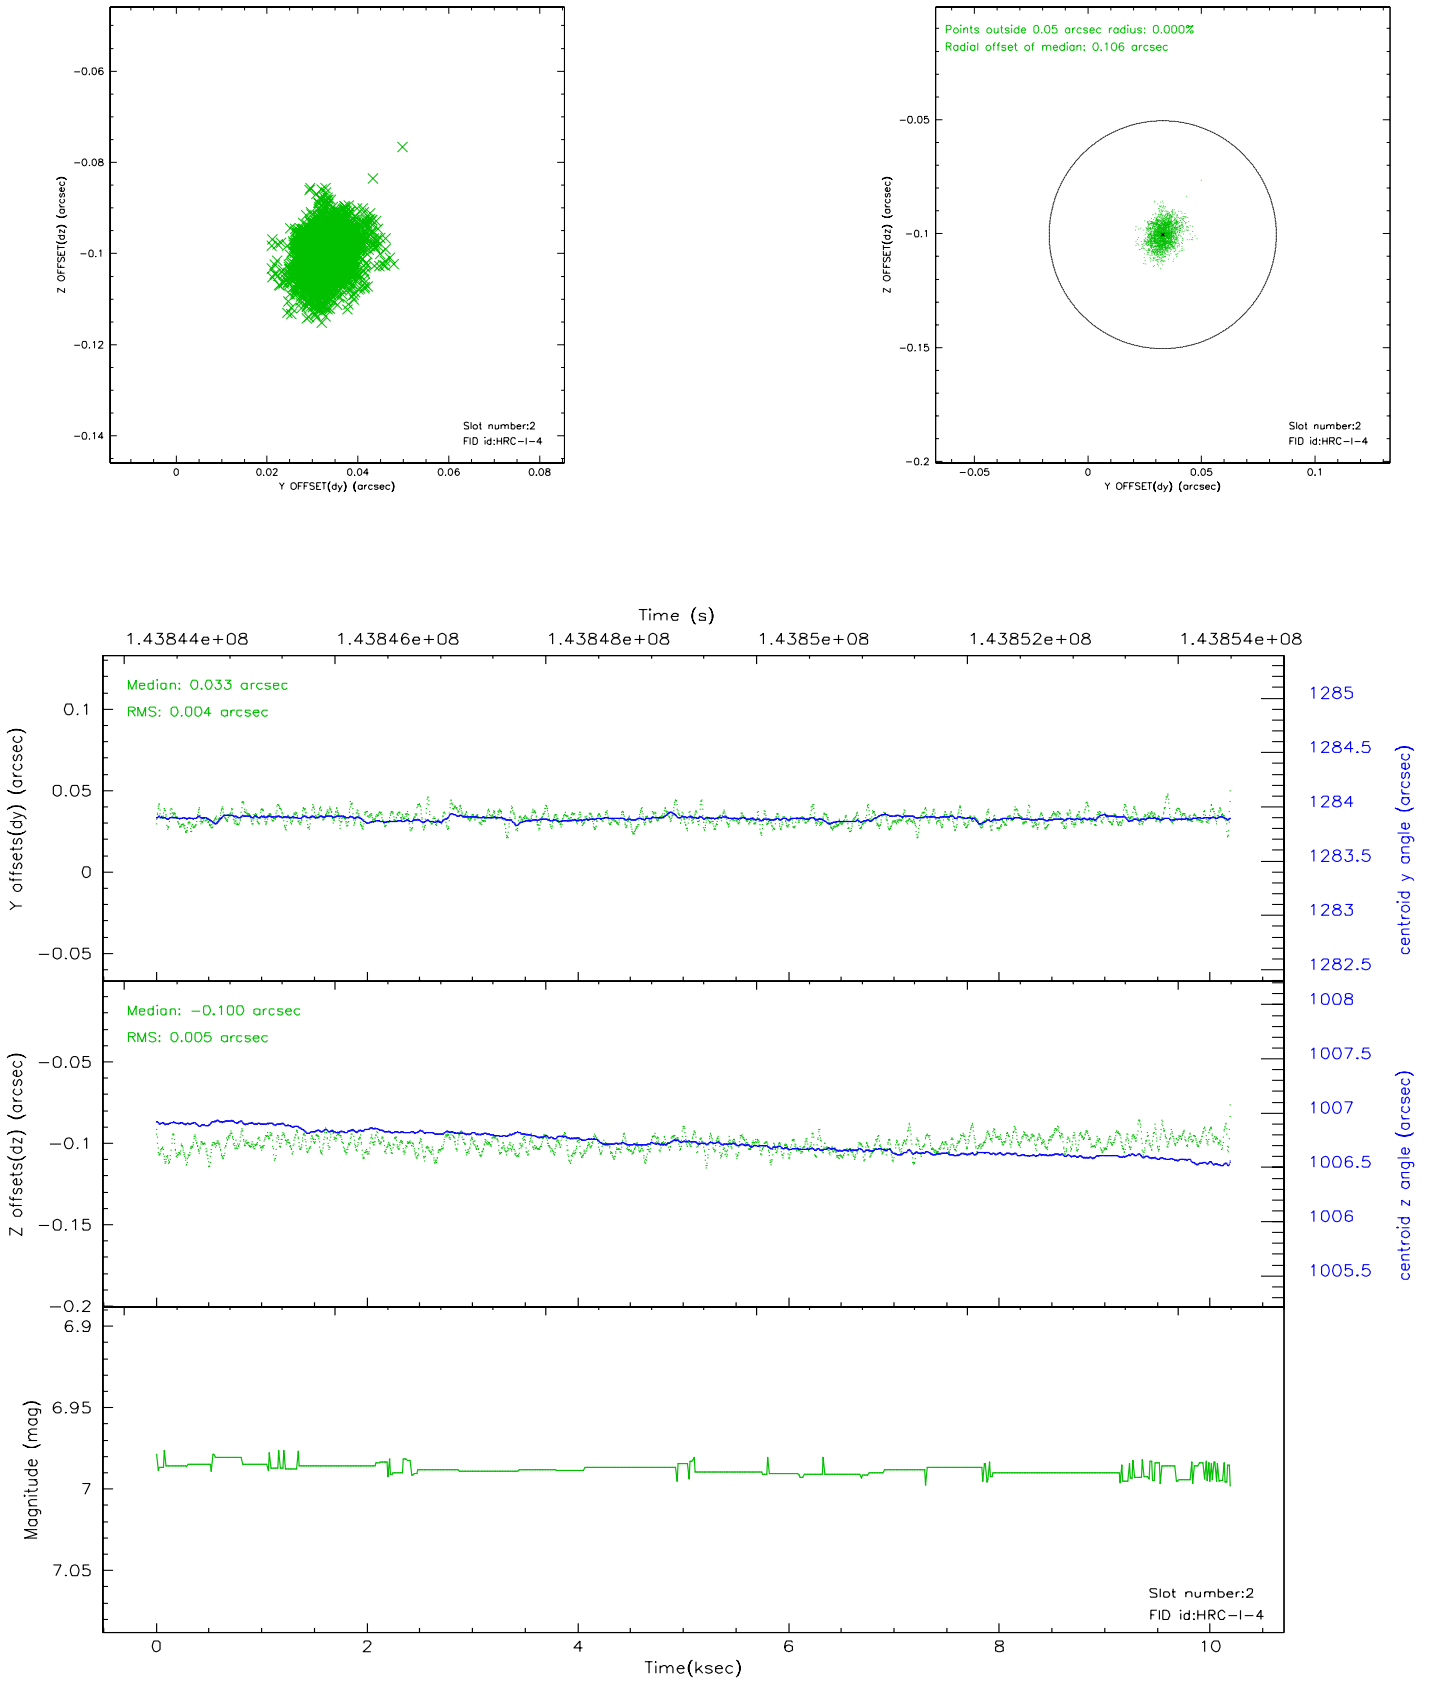 −0.06
−0.08
−0.1
−0.12
−0.14
Z OFFSET(dz) (arcsec)
Slot number:2
FID id:HRC−I−4
0 0.02 0.04 0.06 0.08
Y OFFSET(dy) (arcsec)
Points outside 0.05 arcsec radius: 0.000%
Radial offset of median: 0.106 arcsec
−0.05
−0.1
−0.15
−0.2
Z OFFSET(dz) (arcsec)
Slot number:2
FID id:HRC−I−4
−0.05 0 0.05 0.1
Y OFFSET(dy) (arcsec)
Time (s)
1.43844e+08 1.43846e+08 1.43848e+08 1.4385e+08 1.43852e+08 1.43854e+08
Median: 0.033 arcsec
RMS: 0.004 arcsec
0.1
0.05
0
−0.05
Y offsets(dy) (arcsec)
1285
1284.5
1284
1283.5
1283
1282.5
centroid y angle (arcsec)
Median: −0.100 arcsec
RMS: 0.005 arcsec
−0.05
−0.1
−0.15
−0.2
Z offsets(dz) (arcsec)
1008
1007.5
1007
1006.5
1006
1005.5
centroid z angle (arcsec)
6.9
6.95
7
7.05
Magnitude (mag)
Slot number:2
FID id:HRC−I−4
0 2 4 6 8 10
Time(ksec)